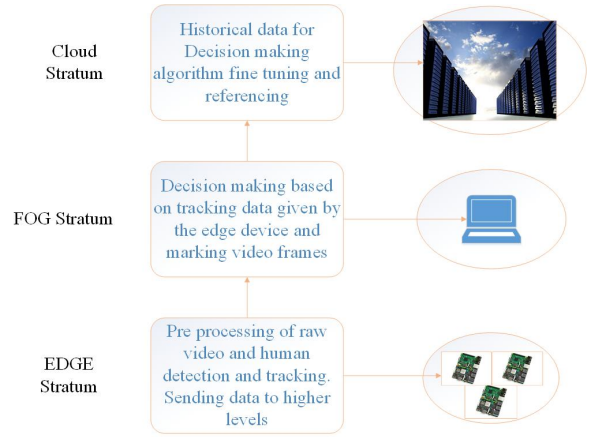 Cloud
Stratum
Historical data for
Decision making
algorithm fine tuning and
referencing
FOG Stratum
Decision making based
on tracking data given by
the edge device and
marking video frames
EDGE
Stratum
Pre processing of raw
video and human
detection and tracking.
Sending data to higher
levels